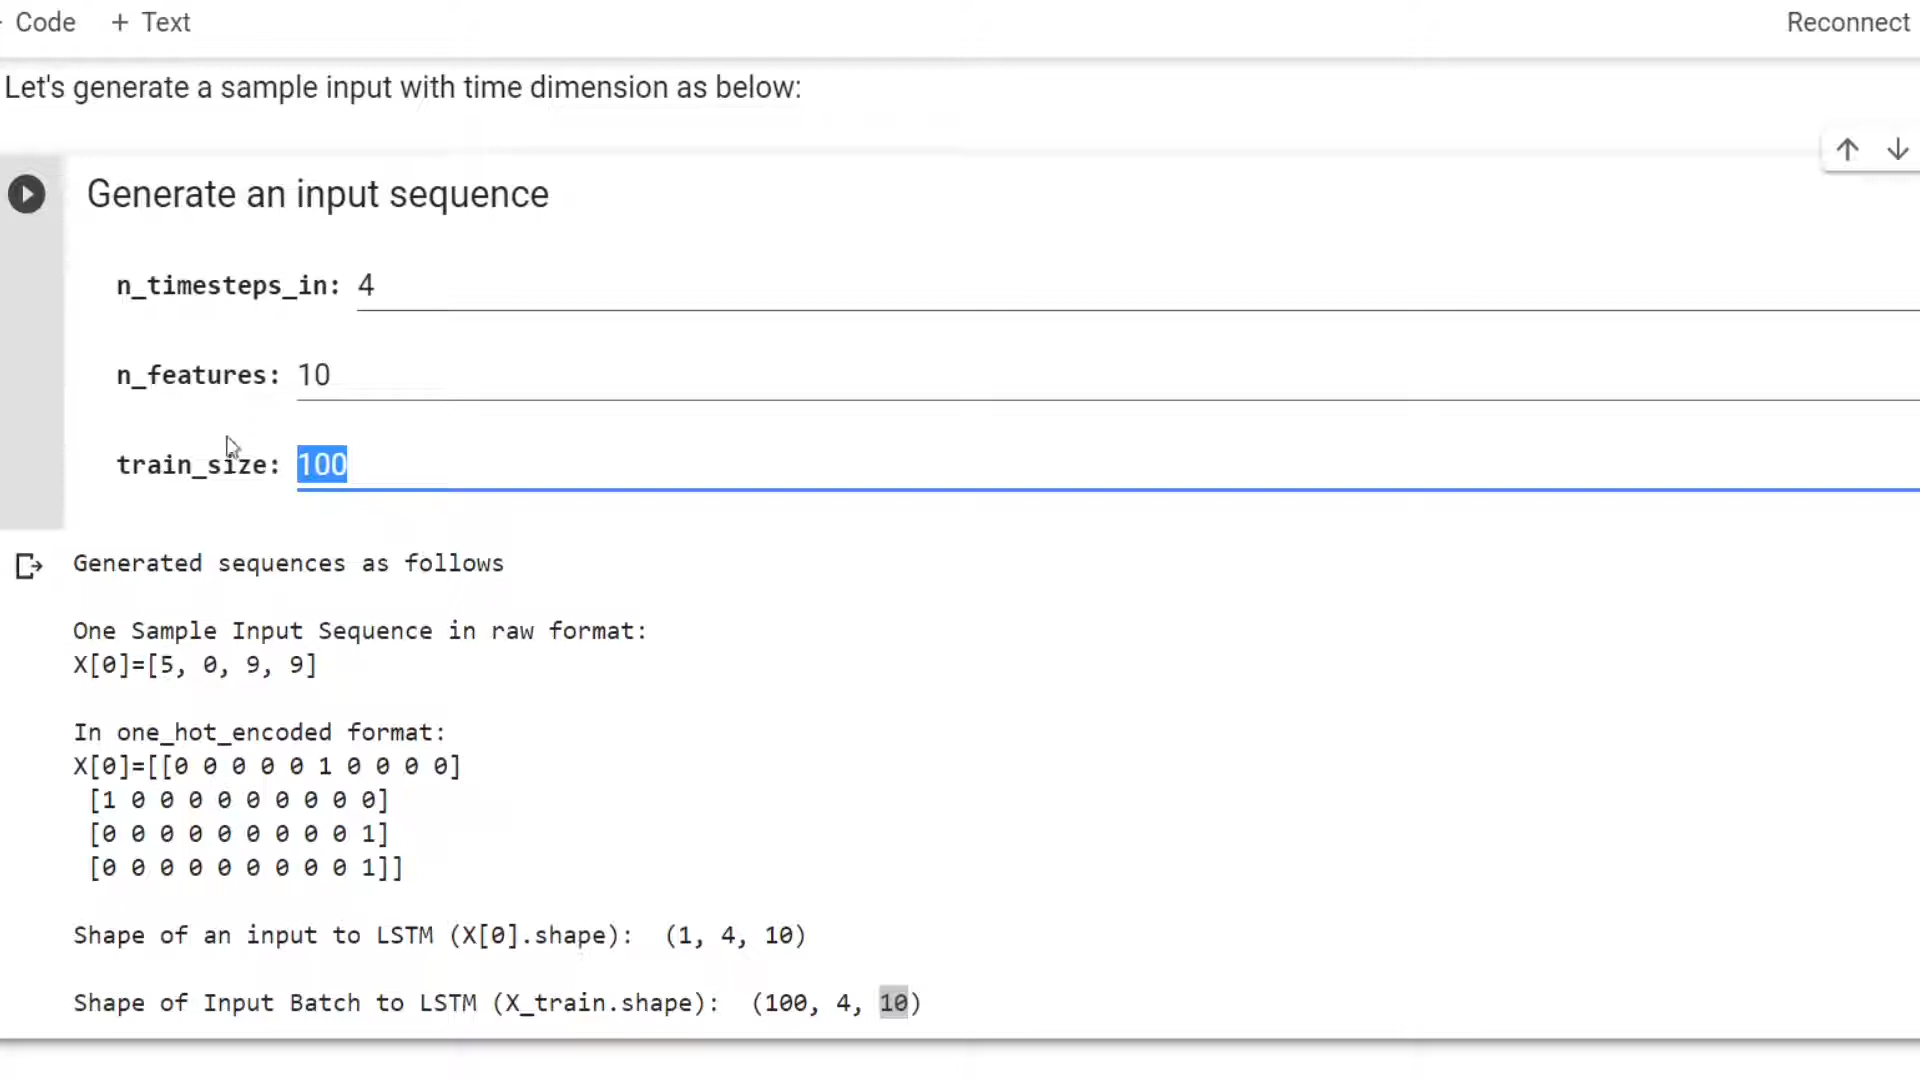 Code + Text Reconnect
Let's generate a sample input with time dimension as below:
Generate an input sequence
n_timesteps_in: 4
n_features: 10
train_size: 100
Generated sequences as follows
One Sample Input Sequence in raw format:
X[0]=[5, 0, 9, 9]
In one_hot_encoded format:
X[0]=[[0 0 0 0 0 1 0 0 0 0]
[1 0 0 0 0 0 0 0 0 0]
[0 0 0 0 0 0 0 0 0 1]
[0 0 0 0 0 0 0 0 0 1]]
Shape of an input to LSTM (X[0].shape): (1, 4, 10)
Shape of Input Batch to LSTM (X_train.shape): (100, 4, 10)